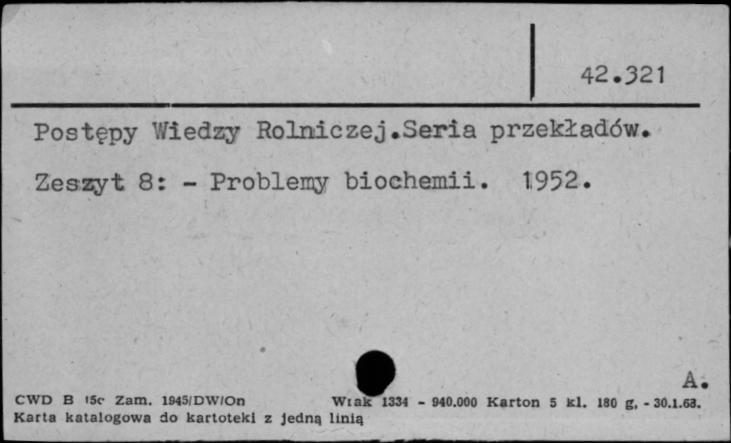 42.321
Postępy Wiedzy Rolniczej.Seria przekładów.
Zeszyt 8: - Problemy biochemii. 1952.
A.
CWD B 15c Zam. 1945/DW/On Wiak 1334 - 940.000 Karton 5 kl. 180 g, - 30.1.63.
Karta katalogowa do kartoteki z jedną linią